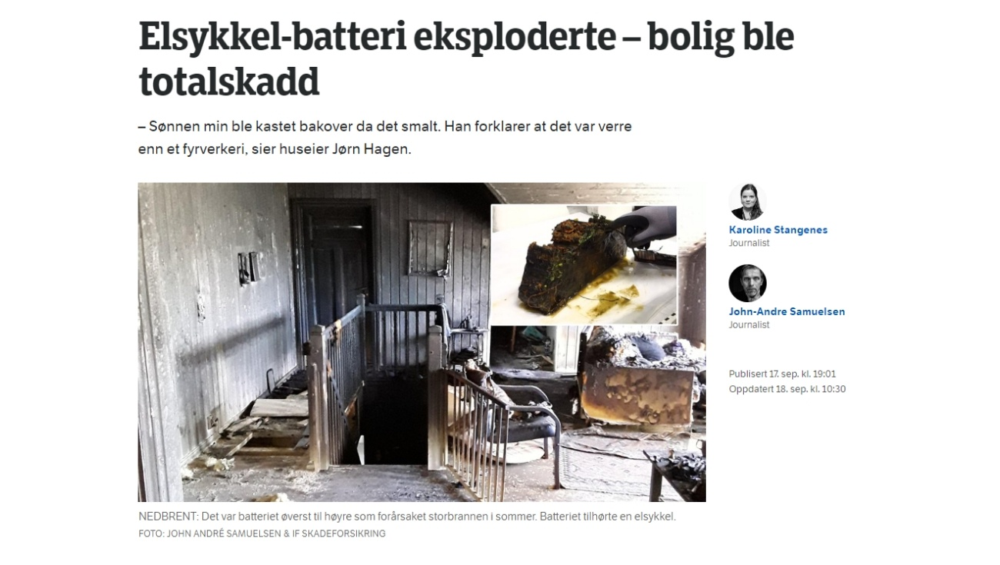 Elsykkel-batteri eksploderte – bolig ble
totalskadd
– Sønnen min ble kastet bakover da det smalt. Han forklarer at det var verre
enn et fyrverkeri, sier huseier Jørn Hagen.
Karoline Stangenes
Journalist
John-Andre Samuelsen
Journalist
Publisert 17. sep. kl. 19:01
Oppdatert 18. sep. kl. 10:30
NEDBRENT: Det var batteriet øverst til høyre som forårsaket storbrannen i sommer. Batteriet tilhørte en elsykkel.
FOTO: JOHN ANDRÉ SAMUELSEN & IF SKADEFORSIKRING